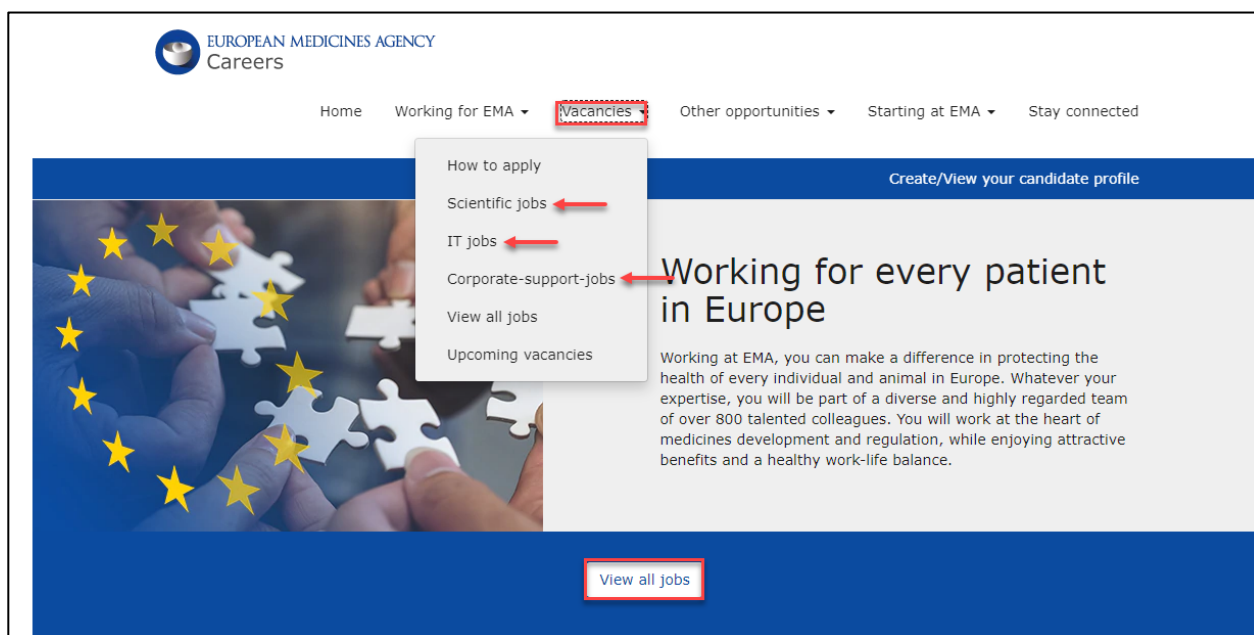 EUROPEAN MEDICINES AGENCY
Careers
Home Working for EMA Vacancies Other opportunities Starting at EMA Stay connected
How to apply
Scientific jobs
IT jobs
Corporate-support-jobs
View all jobs
Upcoming vacancies
Create/View your candidate profile
Working for every patient
in Europe
Working at EMA, you can make a difference in protecting the
health of every individual and animal in Europe. Whatever your
expertise, you will be part of a diverse and highly regarded team
of over 800 talented colleagues. You will work at the heart of
medicines development and regulation, while enjoying attractive
benefits and a healthy work-life balance.
View all jobs